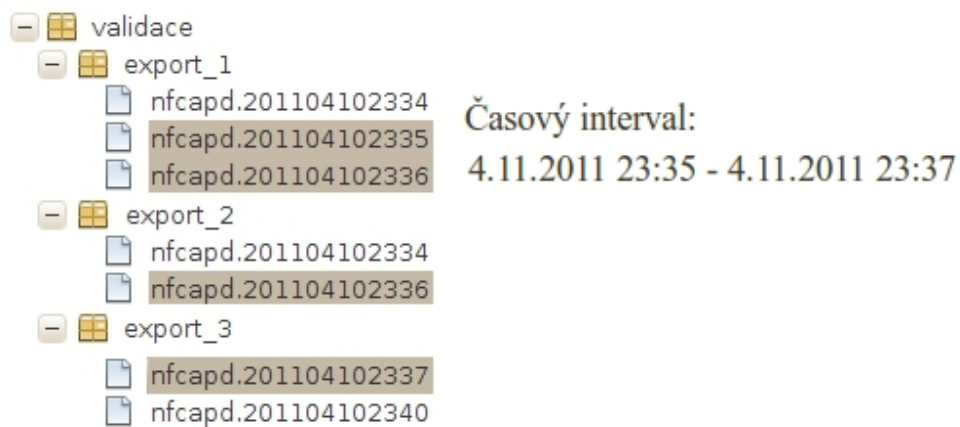 validace
export_1
nfcapd.201104102334
nfcapd.201104102335
nfcapd.201104102336
export_2
nfcapd.201104102334
nfcapd.201104102336
export_3
nfcapd.201104102337
nfcapd.201104102340
Časový interval:
4.11.2011 23:35 - 4.11.2011 23:37